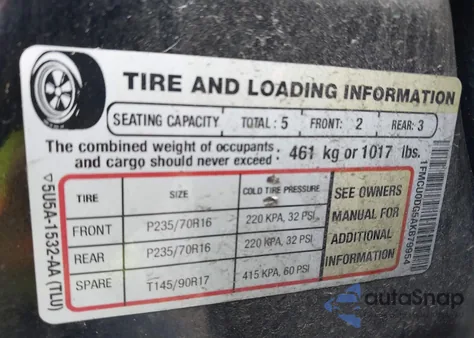 TIRE AND LOADING INFORMATION
SEATING CAPACITY TOTAL: 5 FRONT: 2 REAR: 3
The combined weight of occupants
and cargo should never exceed · 461 kg or 1017 lbs.
TIRE SIZE COLD TIRE PRESSURE SEE OWNERS MANUAL FOR ADDITIONAL INFORMATION
FRONT P235/70R16 220 KPA, 32 PSI
REAR P235/70R16 220 KPA, 32 PSI
SPARE T145/90R17 415 KPA, 60 PSI
5U5A-1532-AA (TLU)
autoSnap